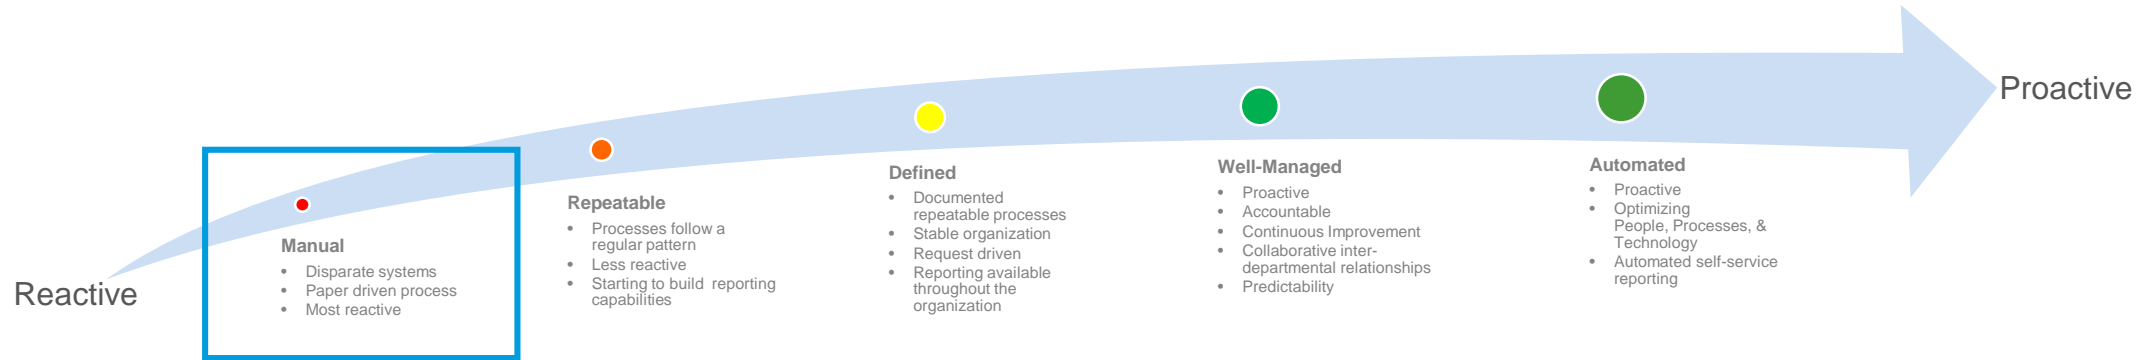 Reactive
Manual
• Disparate systems
• Paper driven process
• Most reactive
Repeatable
• Processes follow a
regular pattern
• Less reactive
• Starting to build reporting
capabilities
Defined
• Documented
repeatable processes
• Stable organization
• Request driven
• Reporting available
throughout the
organization
Well-Managed
• Proactive
• Accountable
• Continuous Improvement
• Collaborative inter-
departmental relationships
• Predictability
Automated
• Proactive
• Optimizing
People, Processes, &
Technology
• Automated self-service
reporting
Proactive